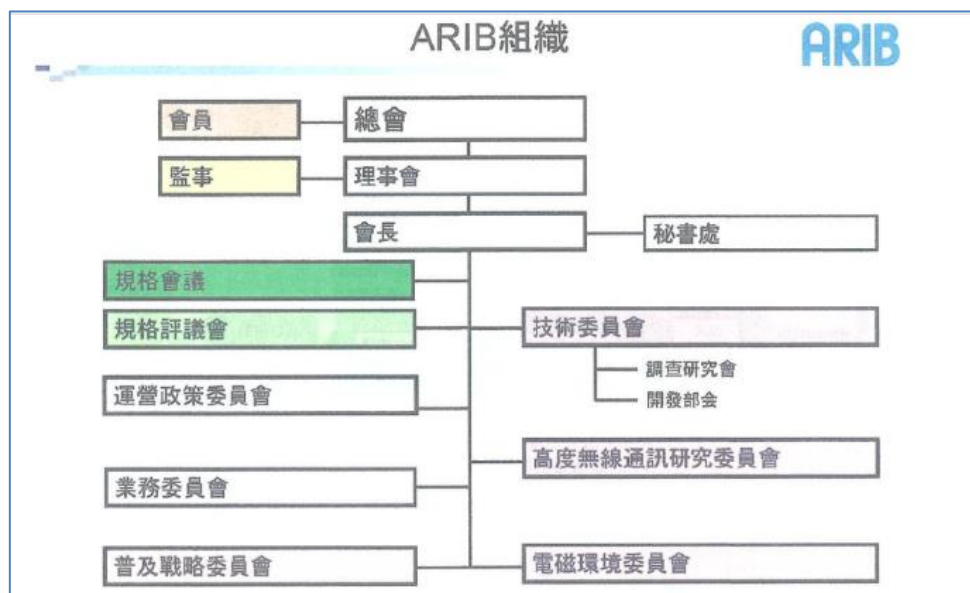 ARIB組織
ARIB
會員
總會
監事
理事會
會長
秘書處
規格會議
規格評議會
技術委員會
調查研究會
開發部会
運營政策委員會
高度無線通訊研究委員會
業務委員會
普及戰略委員會
電磁環境委員會